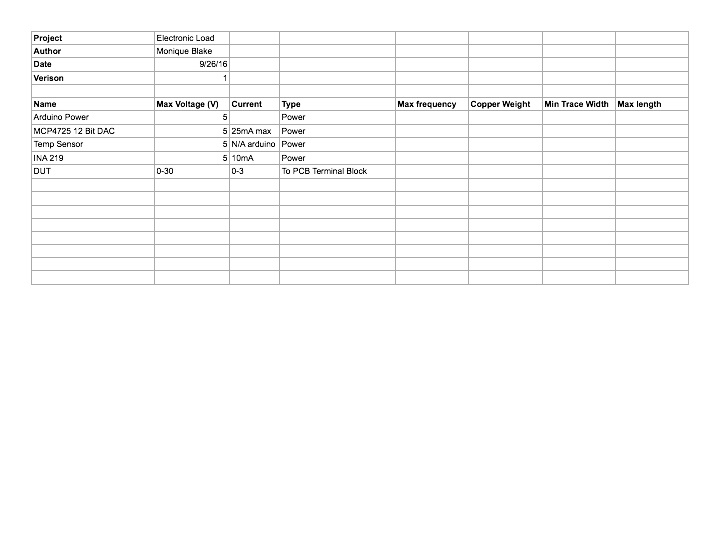 Project Electronic Load
Author Monique Blake
Date 9/26/16
Verison 1
Name Max Voltage (V) Current Type Max frequency Copper Weight Min Trace Width Max length
Arduino Power 5 Power
MCP4725 12 Bit DAC 5 25mA max Power
Temp Sensor 5 N/A arduino Power
INA 219 5 10mA Power
DUT 0-30 0-3 To PCB Terminal Block